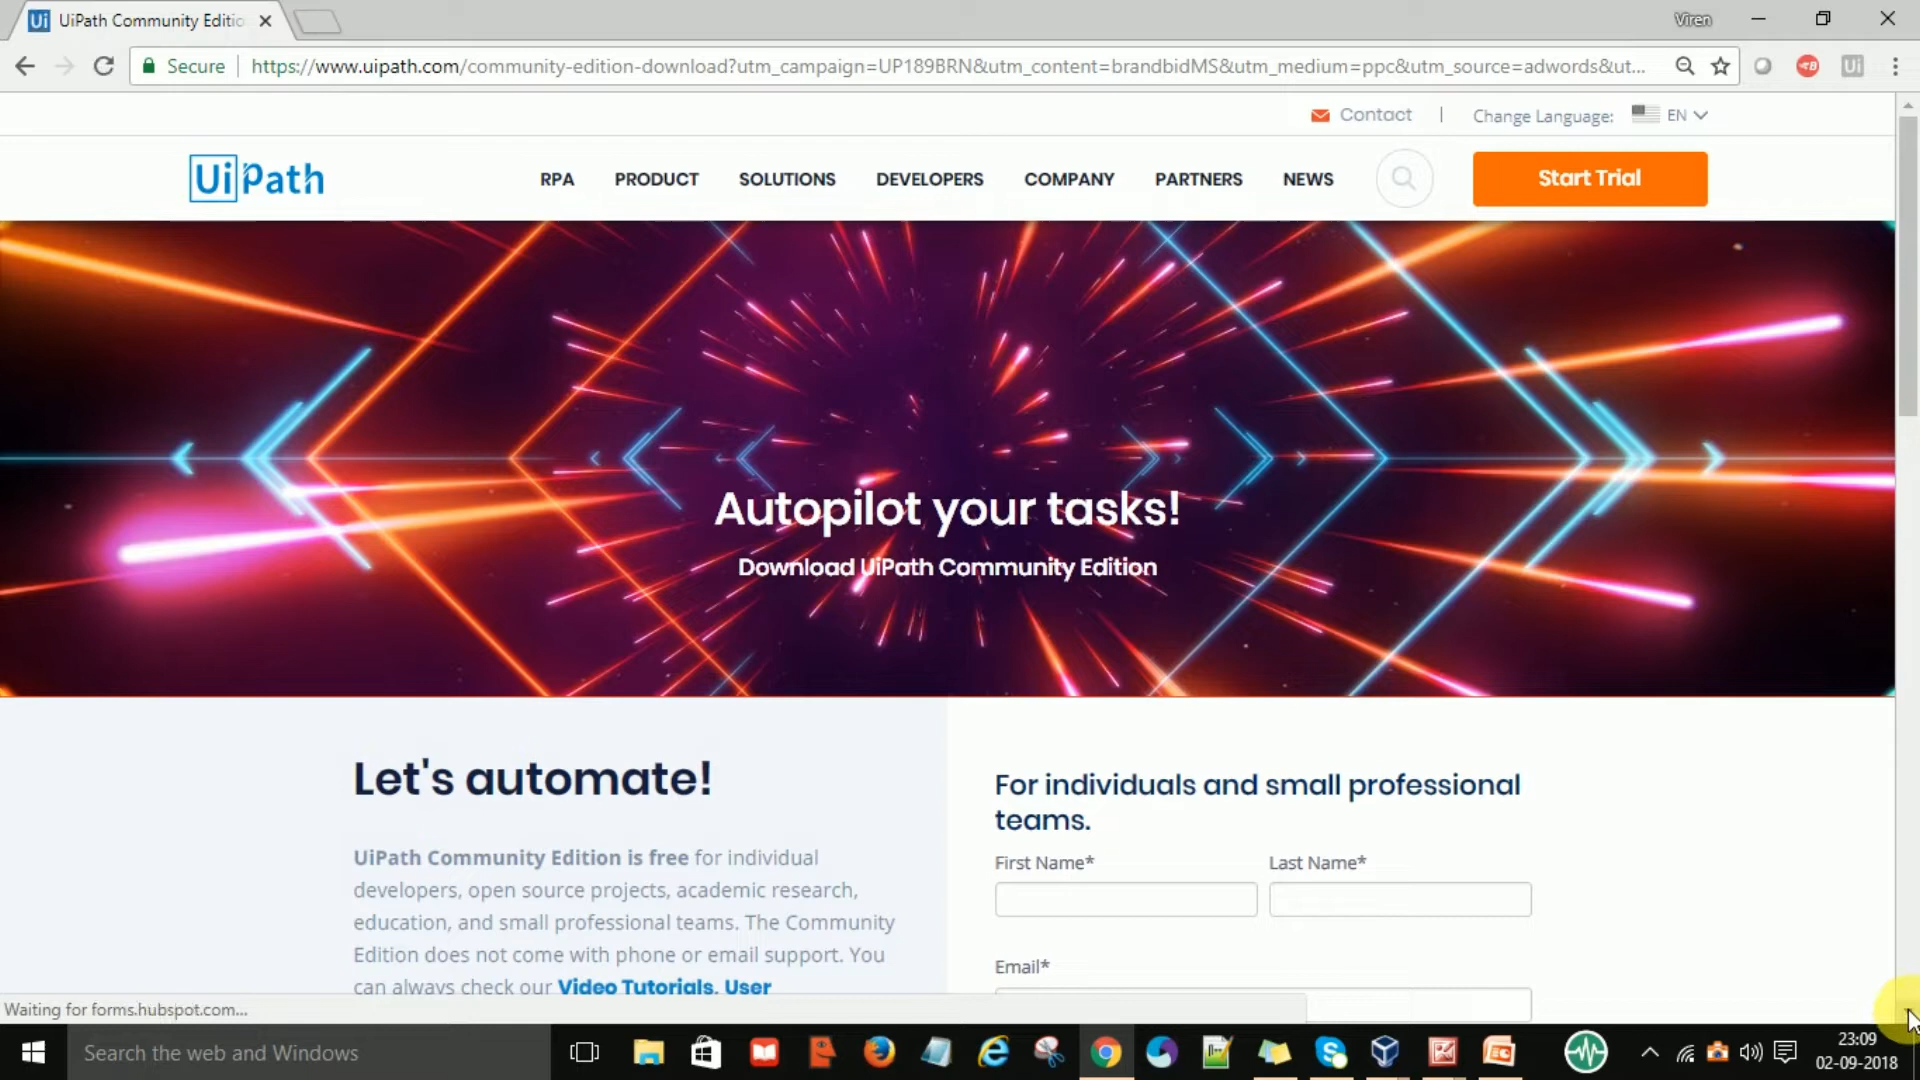 UiPath Community Editio
Viren
Secure
https://www.uipath.com/community-edition-download?utm_campaign=UP189BRN&utm_content=brandbidMS&utm_medium=ppc&utm_source=adwords&ut...
Contact
Change Language: EN
UiPath
RPA PRODUCT SOLUTIONS DEVELOPERS COMPANY PARTNERS NEWS
Start Trial
Autopilot your tasks!
Download UiPath Community Edition
Let's automate!
UiPath Community Edition is free for individual
developers, open source projects, academic research,
education, and small professional teams. The Community
Edition does not come with phone or email support. You
can always check our Video Tutorials, User
For individuals and small professional
teams.
First Name* Last Name*
Email*
Waiting for forms.hubspot.com...
Search the web and Windows
23:09
02-09-2018